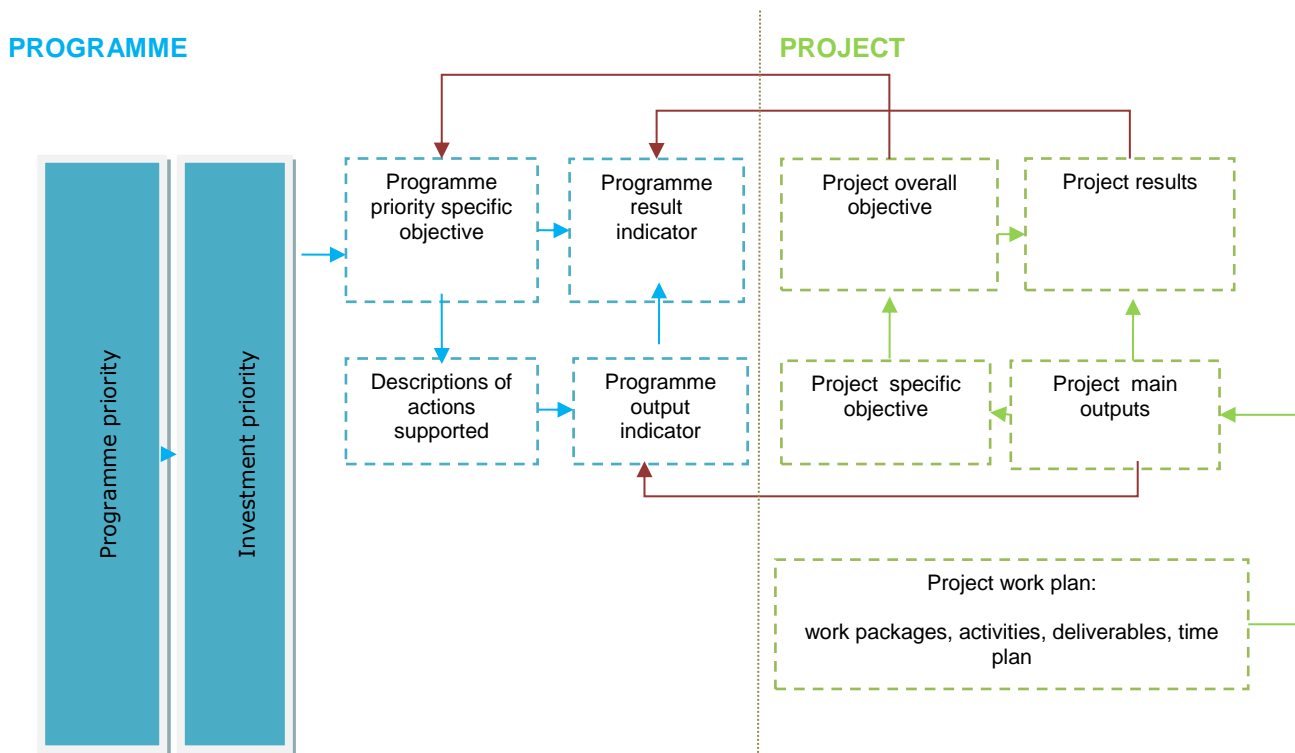 PROGRAMME
PROJECT
Programme priority
Investment priority
Programme
priority specific
objective
Programme
result
indicator
Project overall
objective
Project results
Descriptions of
actions
supported
Programme
output
indicator
Project  specific
objective
Project  main
outputs
Project work plan:
work packages, activities, deliverables, time
plan